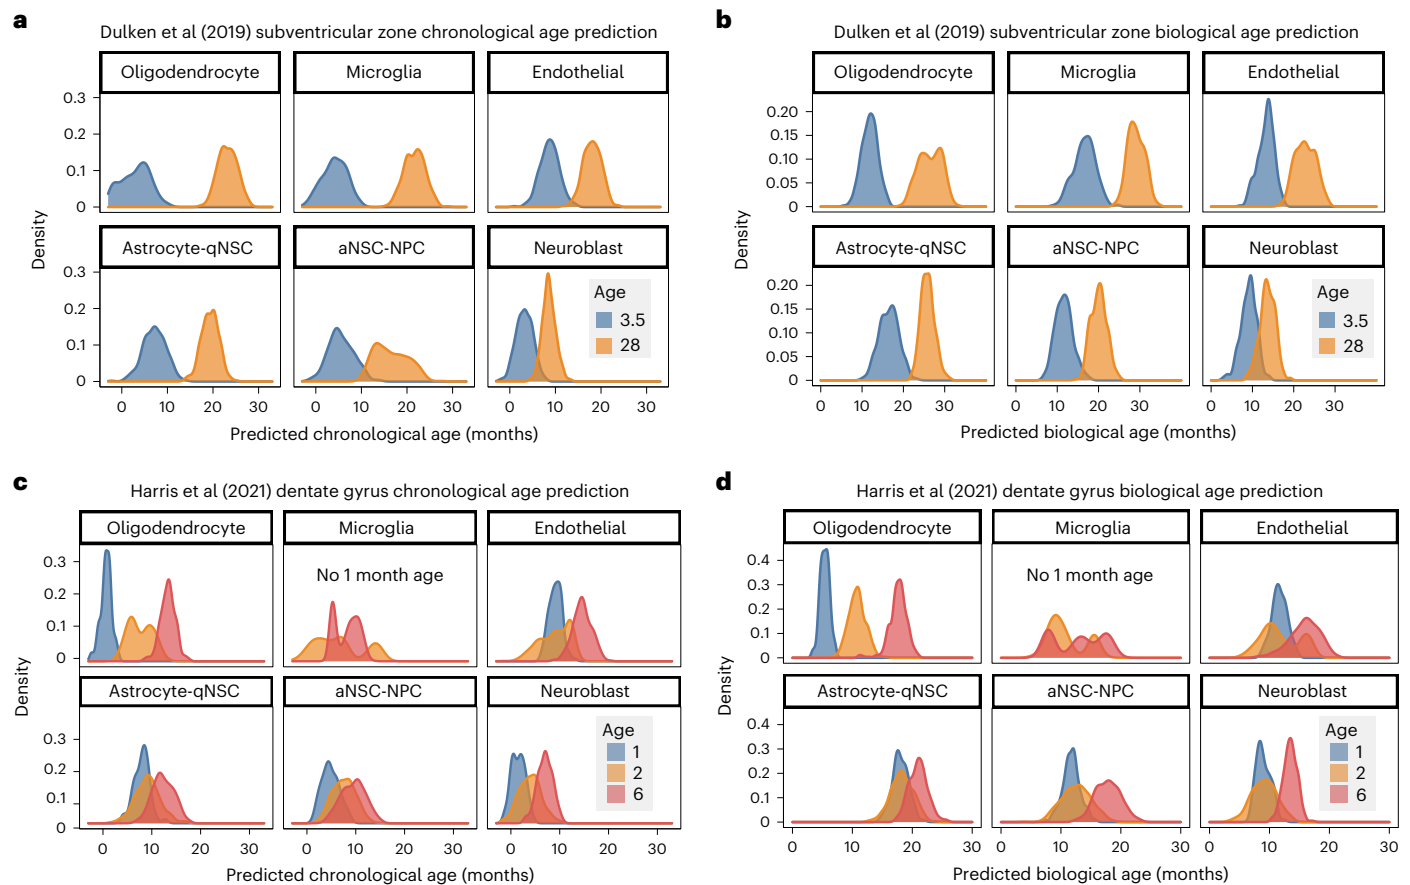 a
Dulken et al (2019) subventricular zone chronological age prediction
Oligodendrocyte
Microglia
Endothelial
0.3
0.2
0.1
0
Astrocyte-qNSC
aNSC-NPC
Neuroblast
0.3
0.2
0.1
0
Age
3.5
28
Density
0 10 20 30
0 10 20 30
0 10 20 30
Predicted chronological age (months)
b
Dulken et al (2019) subventricular zone biological age prediction
Oligodendrocyte
Microglia
Endothelial
0.20
0.15
0.10
0.05
0
Astrocyte-qNSC
aNSC-NPC
Neuroblast
0.20
0.15
0.10
0.05
0
Age
3.5
28
Density
0 10 20 30
0 10 20 30
0 10 20 30
Predicted biological age (months)
c
Harris et al (2021) dentate gyrus chronological age prediction
Oligodendrocyte
Microglia
Endothelial
0.3
0.2
0.1
0
No 1 month age
Astrocyte-qNSC
aNSC-NPC
Neuroblast
0.3
0.2
0.1
0
Age
1
2
6
Density
0 10 20 30
0 10 20 30
0 10 20 30
Predicted chronological age (months)
d
Harris et al (2021) dentate gyrus biological age prediction
Oligodendrocyte
Microglia
Endothelial
0.4
0.3
0.2
0.1
0
No 1 month age
Astrocyte-qNSC
aNSC-NPC
Neuroblast
0.4
0.3
0.2
0.1
0
Age
1
2
6
Density
0 10 20 30
0 10 20 30
0 10 20 30
Predicted biological age (months)